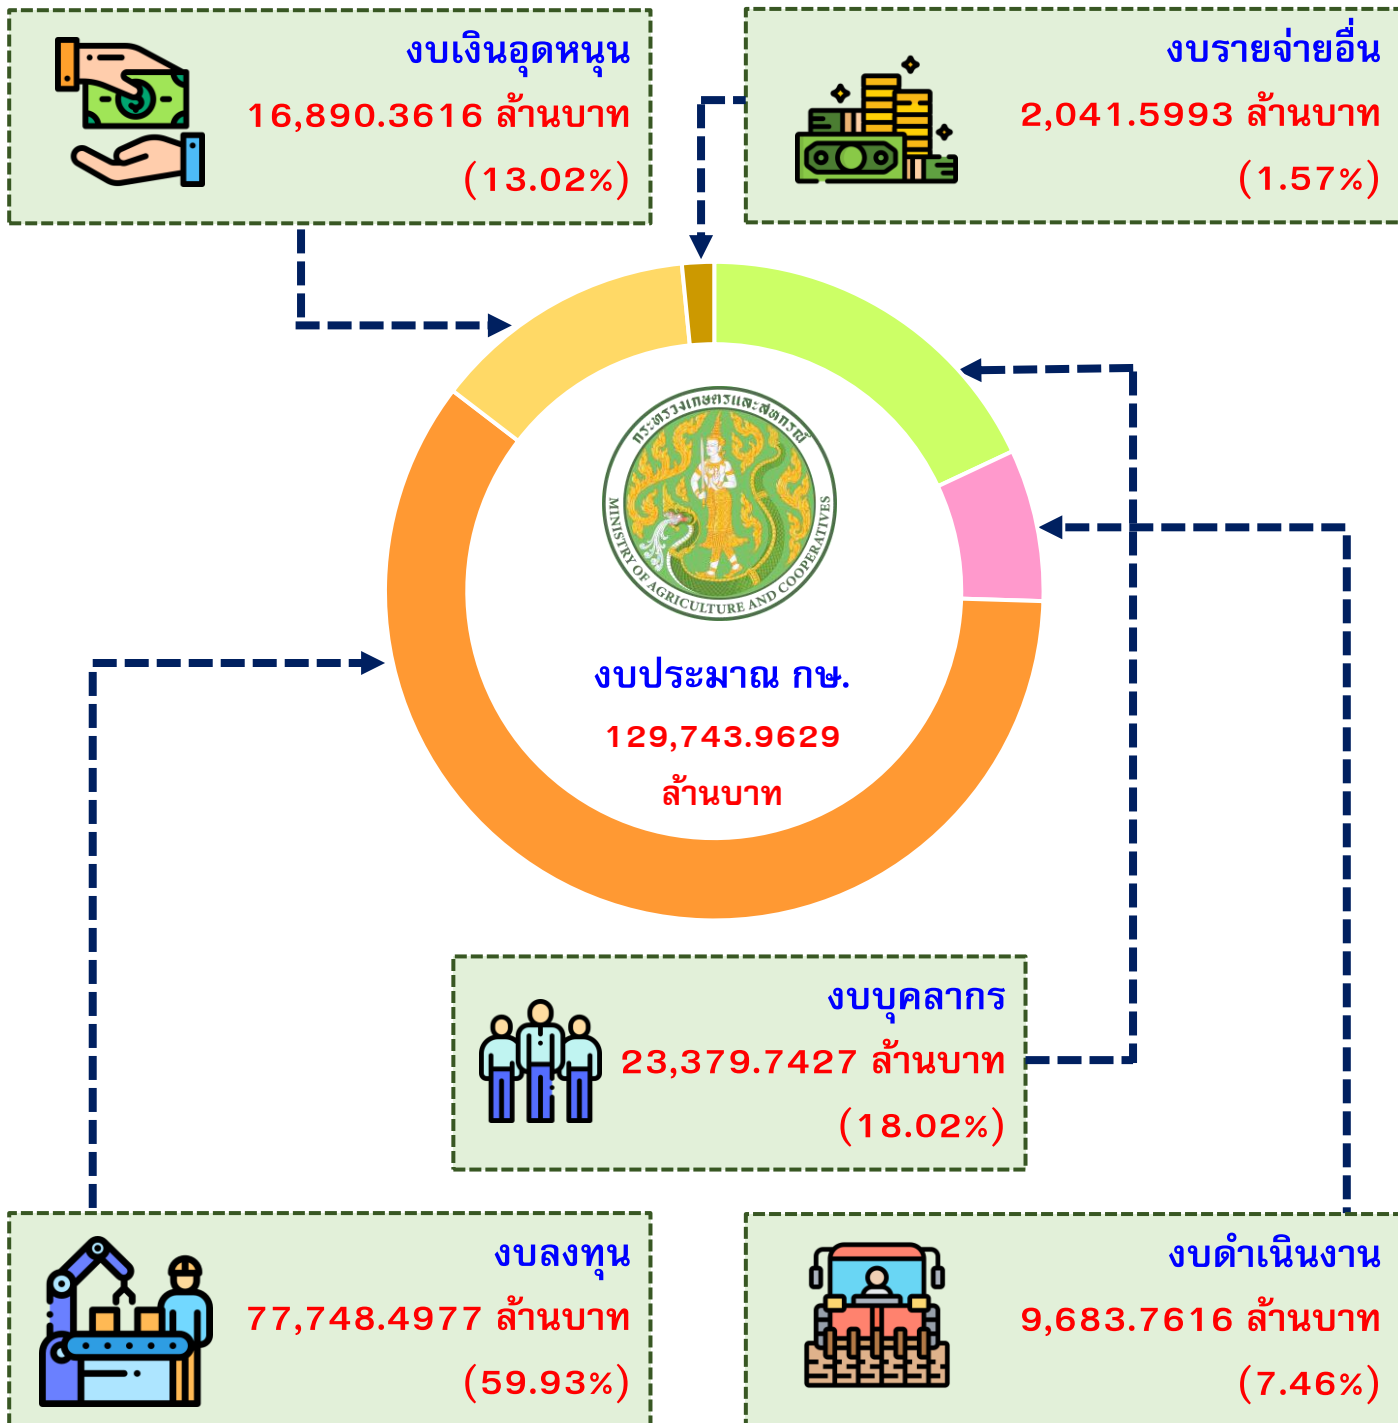 งบเงินอุดหนุน
16,890.3616 ล้านบาท
(13.02%)
งบรายจ่ายอื่น
2,041.5993 ล้านบาท
(1.57%)
กระทรวงเกษตรและสหกรณ์
MINISTRY OF AGRICULTURE AND COOPERATIVES
งบประมาณ กษ.
129,743.9629
ล้านบาท
งบบุคลากร
23,379.7427 ล้านบาท
(18.02%)
งบลงทุน
77,748.4977 ล้านบาท
(59.93%)
งบดำเนินงาน
9,683.7616 ล้านบาท
(7.46%)